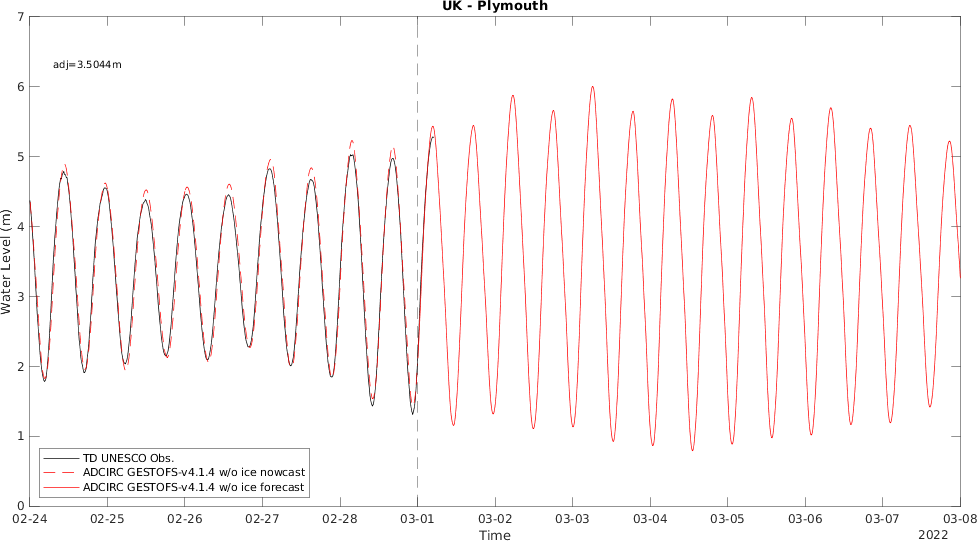 UK - Plymouth
7
adj=3.5044m
6
5
4
3
2
1
0
Water Level (m)
TD UNESCO Obs.
ADCIRC GESTOFS-v4.1.4 w/o ice nowcast
ADCIRC GESTOFS-v4.1.4 w/o ice forecast
02-24 02-25 02-26 02-27 02-28 03-01 03-02 03-03 03-04 03-05 03-06 03-07 03-08
Time
2022